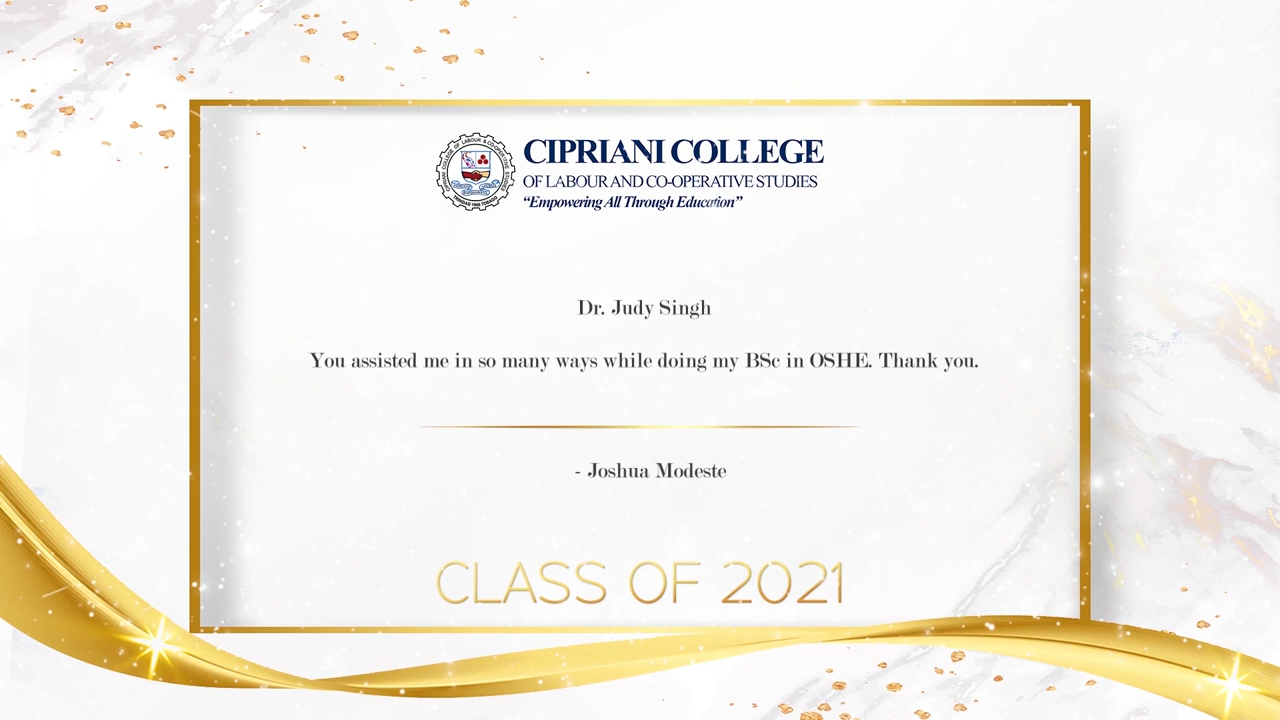 CIPRIANI COLLEGE
OF LABOUR AND CO-OPERATIVE STUDIES
"Empowering All Through Education"
Dr. Judy Singh
You assisted me in so many ways while doing my BSc in OSHE. Thank you.
- Joshua Modeste
CLASS OF 2021